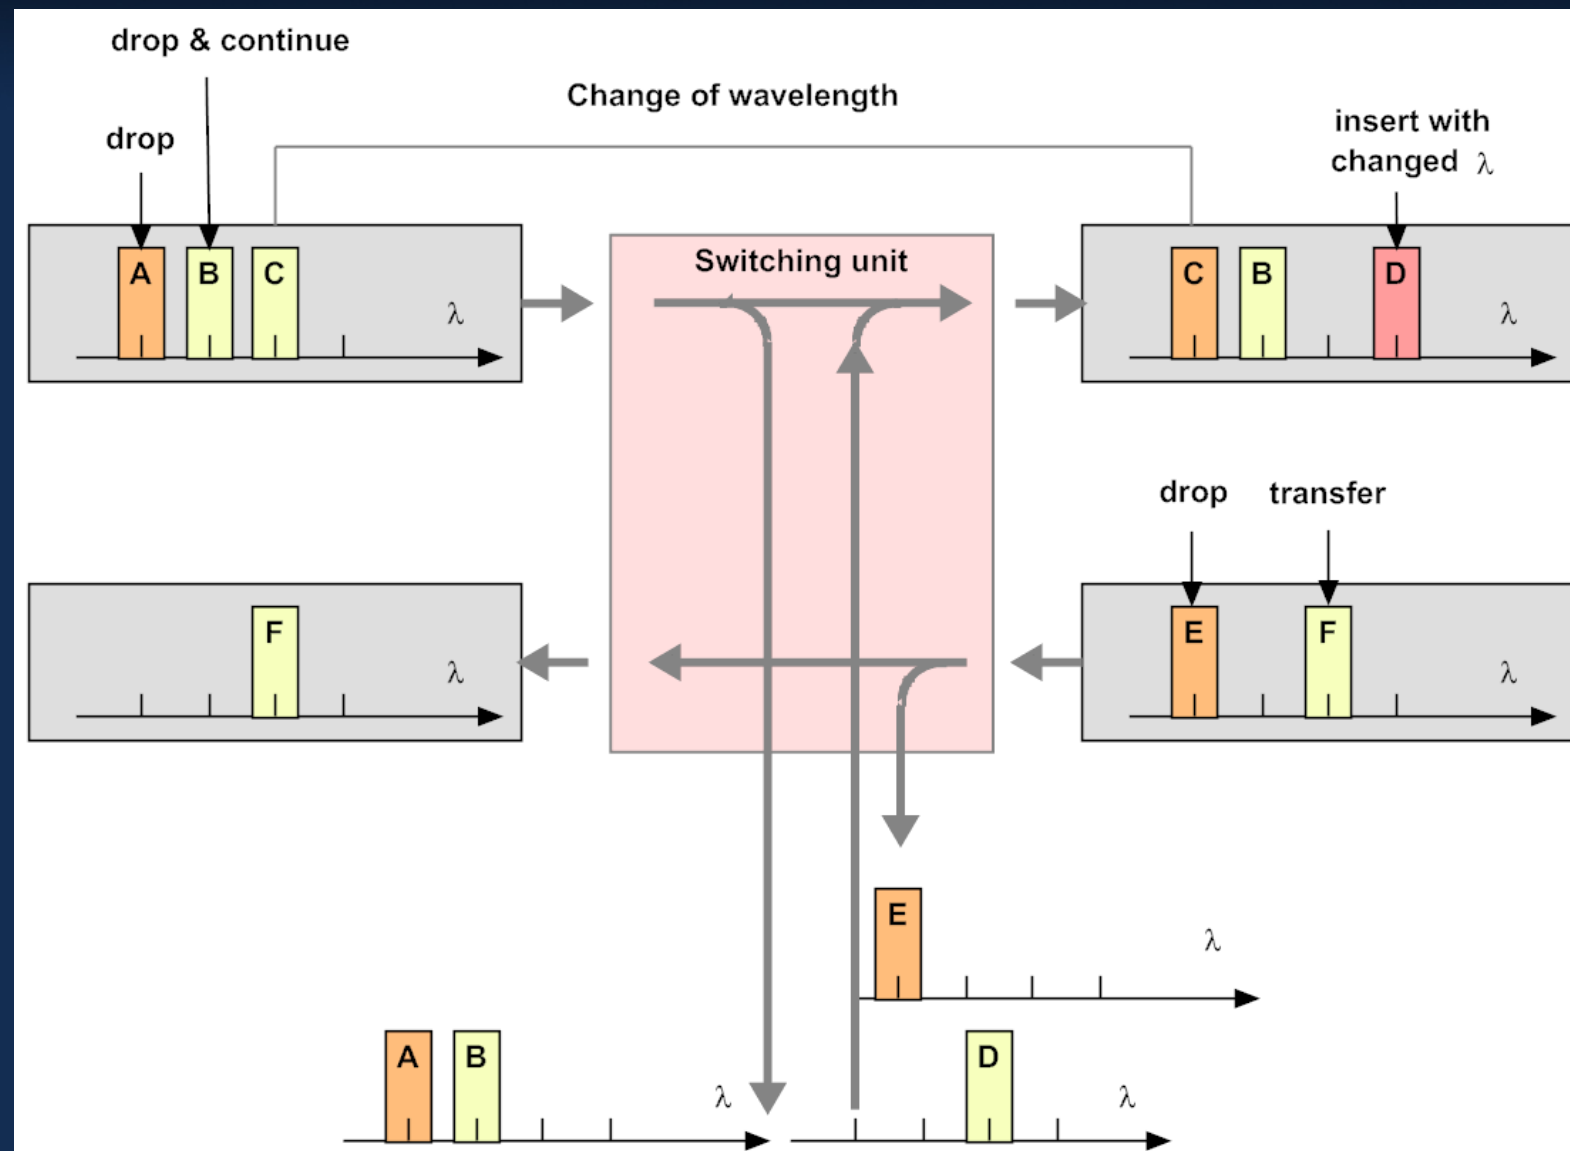 drop & continue
Change of wavelength
drop
insert with
changed λ
A
B
C
λ
Switching unit
C
B
D
λ
drop
transfer
F
λ
E
F
λ
E
λ
A
B
λ
D
λ